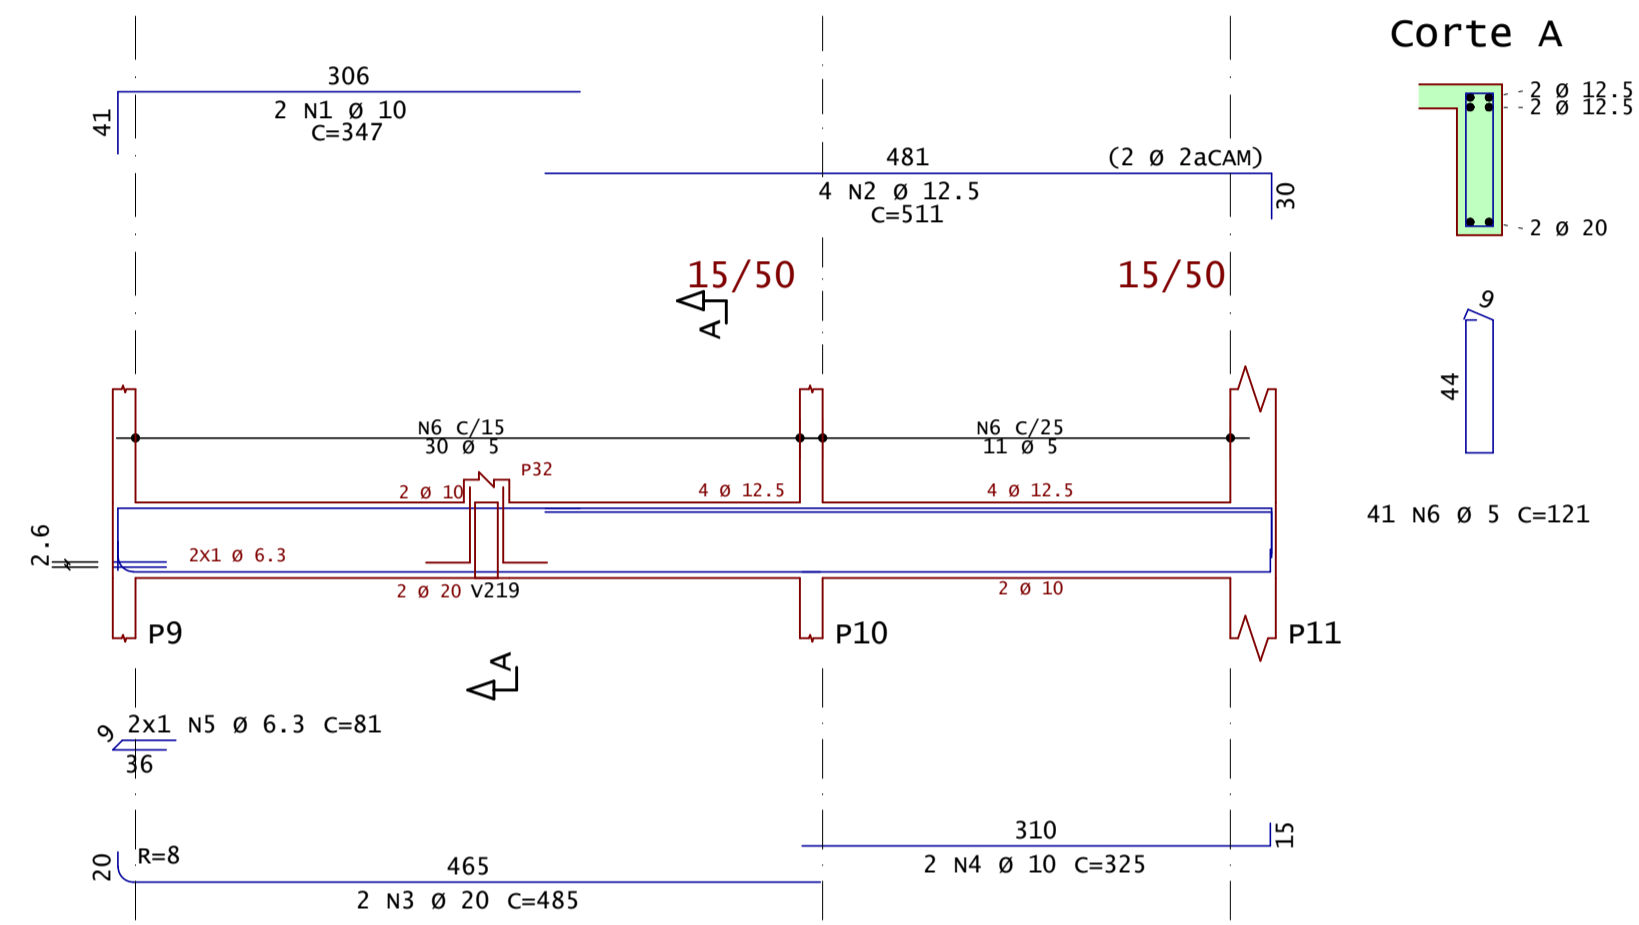 Corte A
306
2 N1 Ø 10
C=347
41
481
(2 Ø 2aCAM)
4 N2 Ø 12.5
C=511
30
2 Ø 12.5
2 Ø 12.5
2 Ø 20
15/50
15/50
A
9
44
N6 C/15
30 Ø 5
N6 C/25
11 Ø 5
P32
2 Ø 10
4 Ø 12.5
4 Ø 12.5
41 N6 Ø 5 C=121
2.6
2x1 Ø 6.3
2 Ø 20
V219
2 Ø 10
P9
P10
P11
A
2x1 N5 Ø 6.3 C=81
9
36
310
15
2 N4 Ø 10 C=325
R=8
20
465
2 N3 Ø 20 C=485